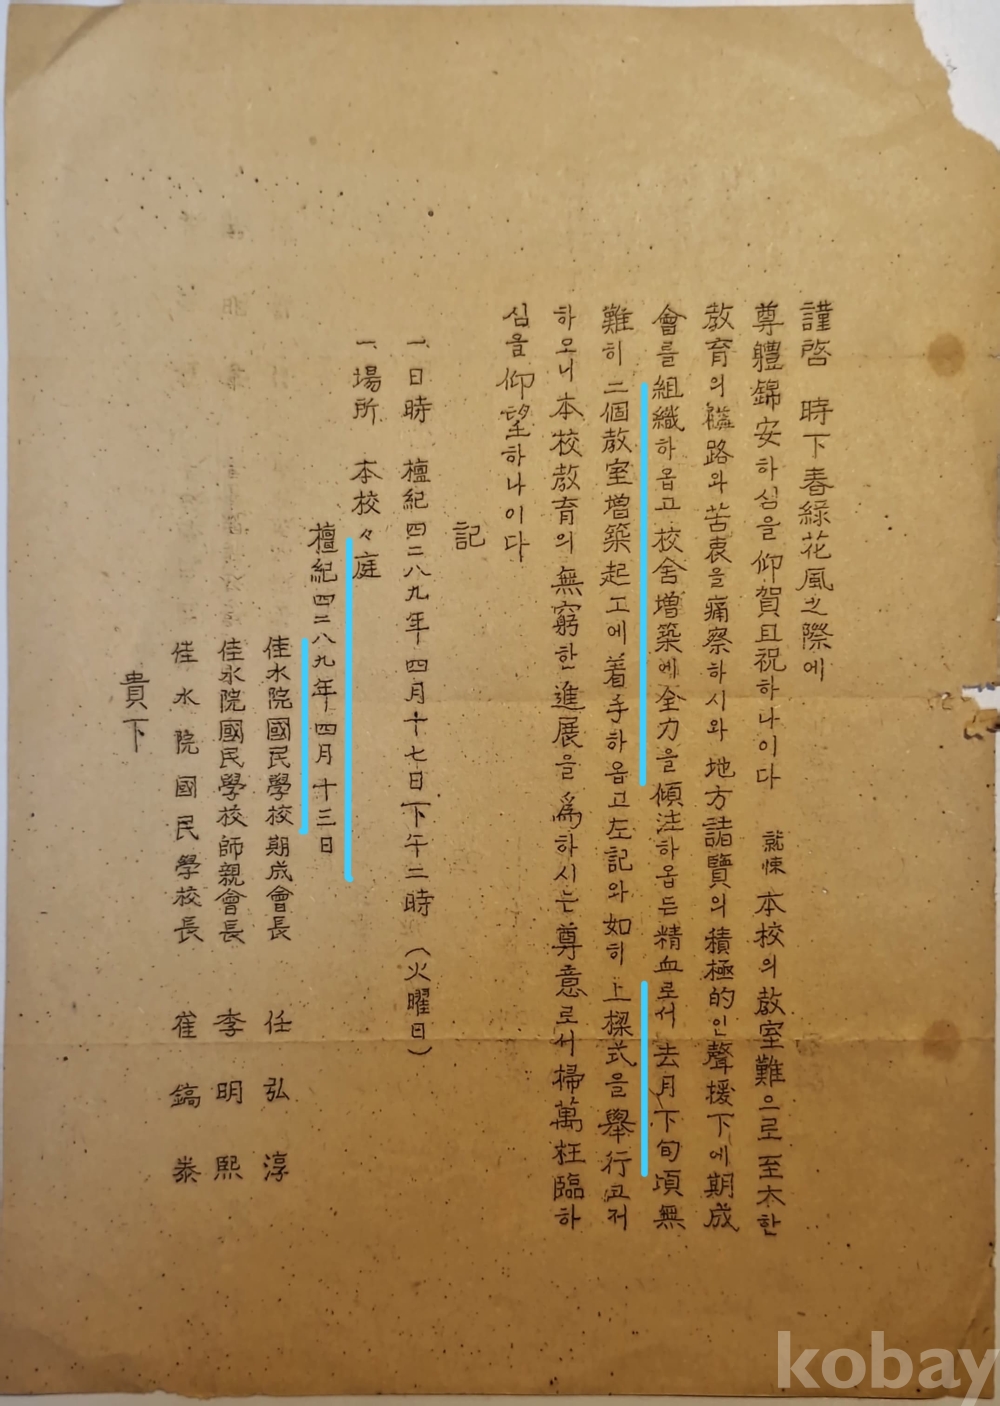 謹啓 時下春綠花風之際에
尊體錦安하심을仰賀且祝하나이다 就悚 本校의敎室難으로至大한
敎育의 路와苦衷을痛察하시와地方諸賢의積極的인聲援下에期成
會를組織하옵고校舍增築에全力을傾注하옵든精血로서去月下旬頃無
難히二個敎室增築起工에着手하옵고左記와如히上樑式을擧行코저
하오니本校敎育의無窮한進展을爲하시는尊意로서掃萬枉臨하
심을仰望하나이다
記
一、日時 檀紀四二八九年四月十七日下午二時(火曜日)
一、場所 本校々庭
檀紀四二八九年四月十三日
佳水院國民學校期成會長 任弘淳
佳水院國民學校師親會長 李明熙
佳水院國民學校長 崔鎬泰
貴下
kobay